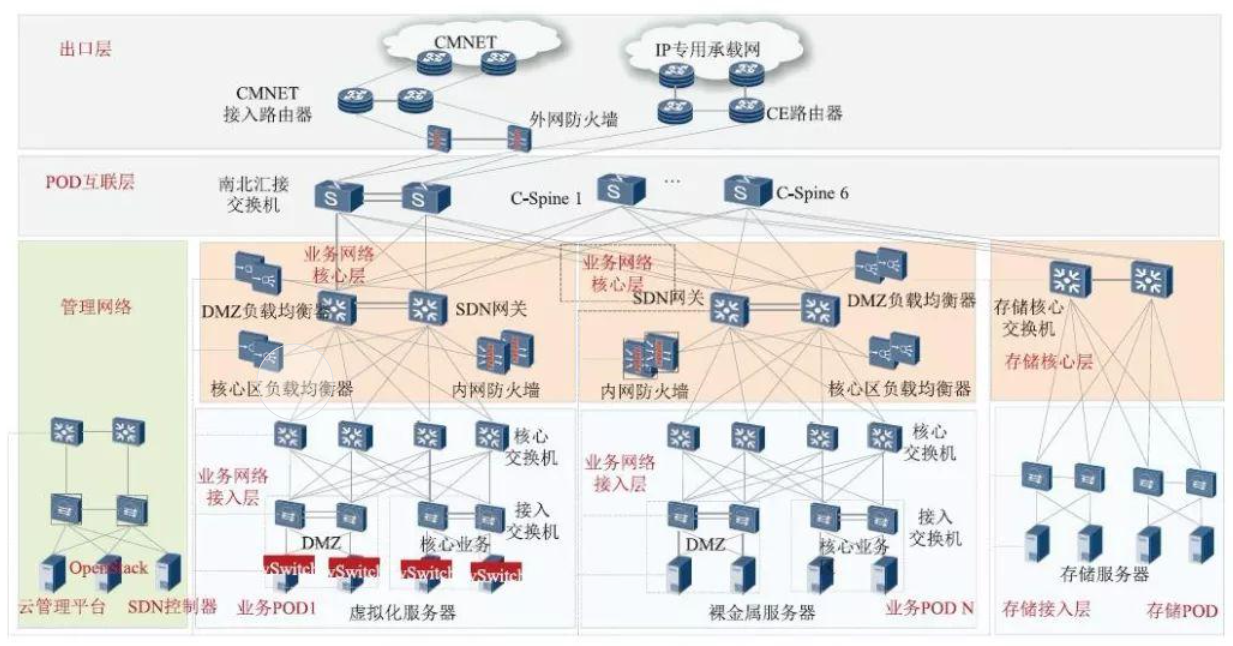 出口层
CMNET
IP专用承载网
CMNET
接入路由器
外网防火墙
CE路由器
POD互联层
南北汇接
交换机
C-Spine 1
...
C-Spine 6
业务网络
核心层
业务网络
核心层
管理网络
DMZ负载均衡器
SDN网关
SDN网关
DMZ负载均衡器
存储核心
交换机
存储核心层
核心区负载均衡器
内网防火墙
内网防火墙
核心区负载均衡器
核心
交换机
核心
交换机
业务网络
接入层
业务网络
接入层
接入
交换机
接入
交换机
DMZ
核心业务
DMZ
核心业务
OpenStack
vSwitch
vSwitch
vSwitch
vSwitch
存储服务器
云管理平台
SDN控制器
业务POD1
虚拟化服务器
裸金属服务器
业务POD N
存储接入层
存储POD